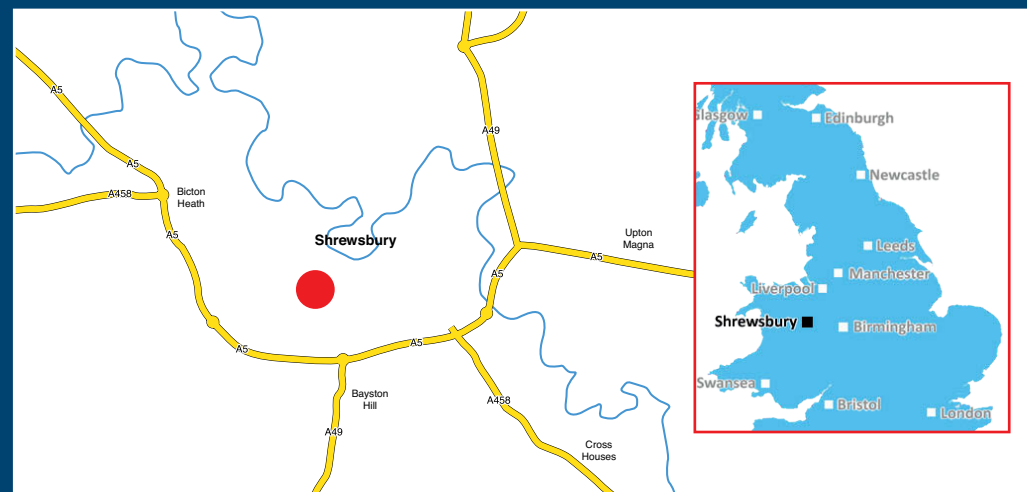 A5
A49
A5
A458
Bicton
Heath
A5
Shrewsbury
Upton
Magna
A5
A5
A5
A5
Bayston
Hill
A458
A49
Cross
Houses
Glasgow
Edinburgh
Newcastle
Leeds
Manchester
Liverpool
Shrewsbury
Birmingham
Swansea
Bristol
London